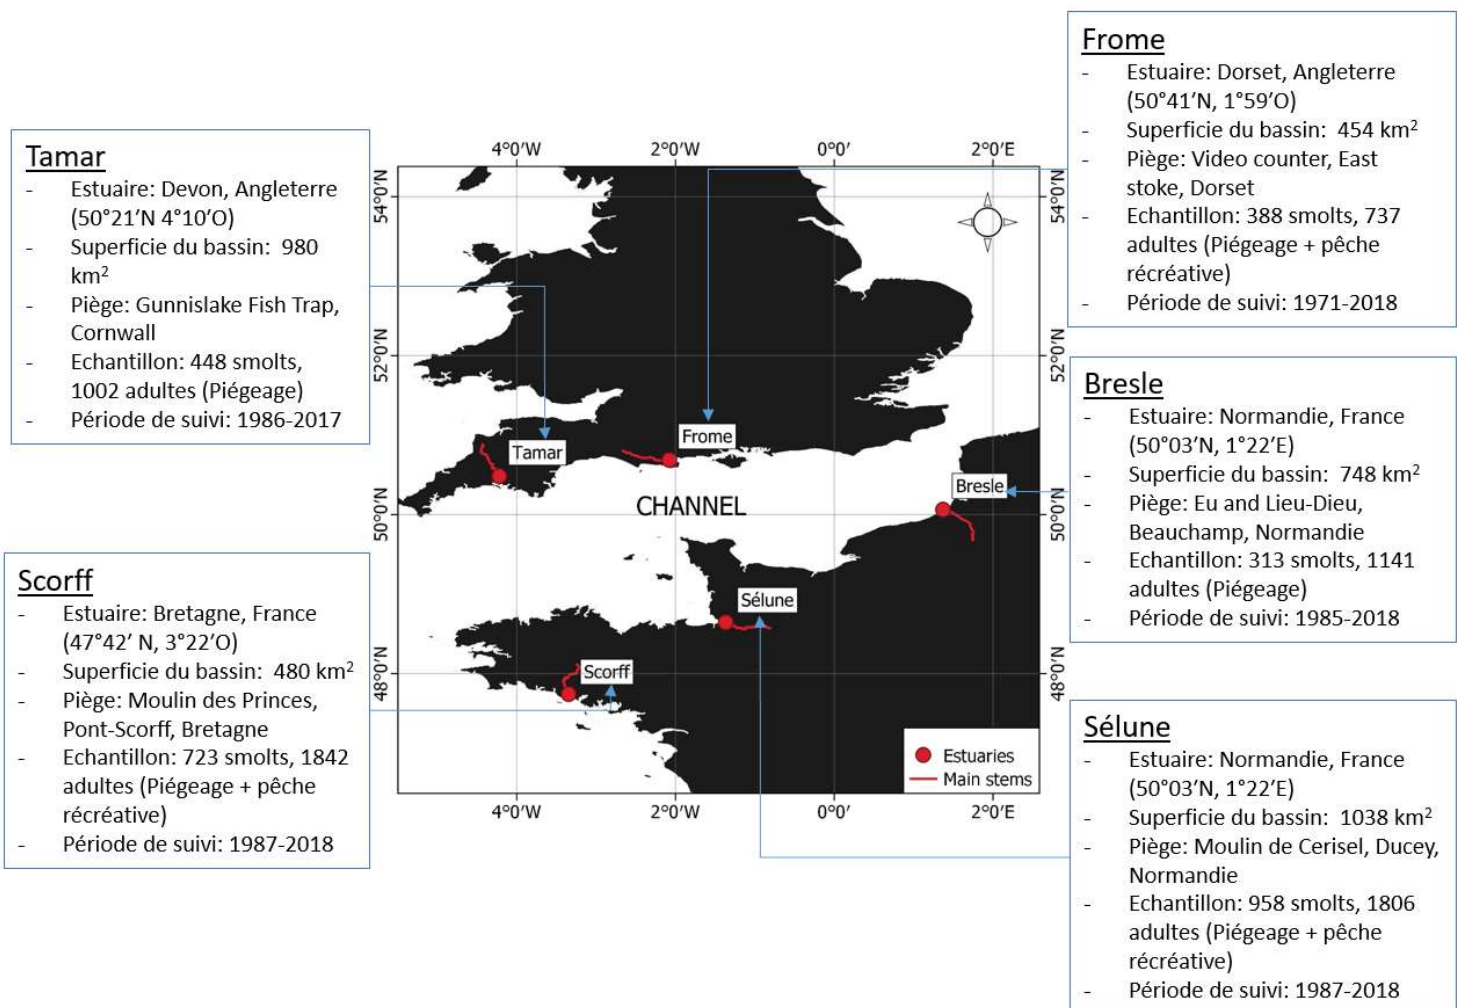 Tamar
- Estuaire: Devon, Angleterre
(50°21′N 4°10′O)
- Superficie du bassin: 980
km²
- Piège: Gunnislake Fish Trap,
Cornwall
- Echantillon: 448 smolts,
1002 adultes (Piégeage)
- Période de suivi: 1986-2017
Scorff
- Estuaire: Bretagne, France
(47°42′ N, 3°22′O)
- Superficie du bassin: 480 km²
- Piège: Moulin des Princes,
Pont-Scorff, Bretagne
- Echantillon: 723 smolts, 1842
adultes (Piégeage + pêche
récréative)
- Période de suivi: 1987-2018
4°0′W 2°0′W 0°0′ 2°0′E
54°0′N
52°0′N
50°0′N
48°0′N
54°0′N
52°0′N
50°0′N
48°0′N
Tamar
Frome
Bresle
CHANNEL
Sélune
Scorff
Estuaries
Main stems
4°0′W 2°0′W 0°0′ 2°0′E
Frome
- Estuaire: Dorset, Angleterre
(50°41′N, 1°59′O)
- Superficie du bassin: 454 km²
- Piège: Video counter, East
stoke, Dorset
- Echantillon: 388 smolts, 737
adultes (Piégeage + pêche
récréative)
- Période de suivi: 1971-2018
Bresle
- Estuaire: Normandie, France
(50°03′N, 1°22′E)
- Superficie du bassin: 748 km²
- Piège: Eu and Lieu-Dieu,
Beauchamp, Normandie
- Echantillon: 313 smolts, 1141
adultes (Piégeage)
- Période de suivi: 1985-2018
Sélune
- Estuaire: Normandie, France
(50°03′N, 1°22′E)
- Superficie du bassin: 1038 km²
- Piège: Moulin de Cerisel, Ducey,
Normandie
- Echantillon: 958 smolts, 1806
adultes (Piégeage + pêche
récréative)
- Période de suivi: 1987-2018